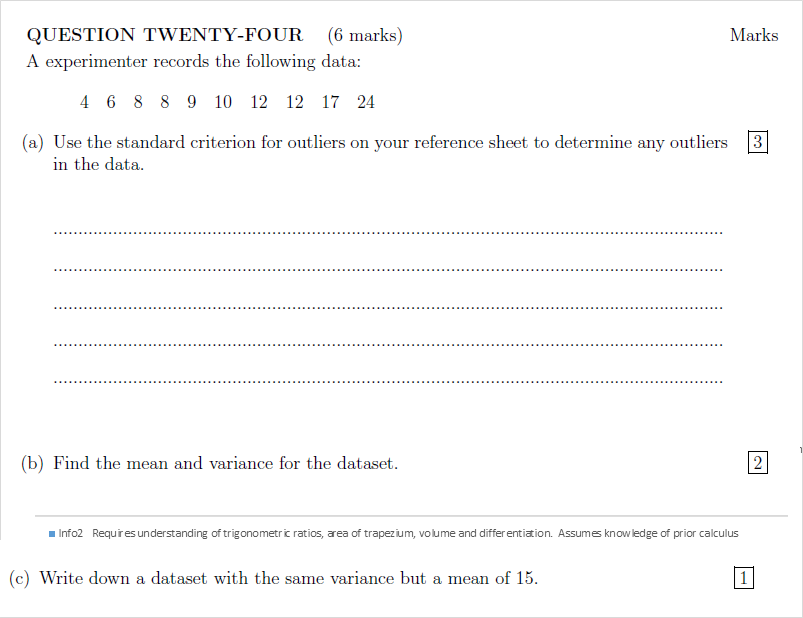 QUESTION TWENTY-FOUR (6 marks) Marks
A experimenter records the following data:
4 6 8 8 9 10 12 12 17 24
(a) Use the standard criterion for outliers on your reference sheet to determine any outliers 3
in the data.
(b) Find the mean and variance for the dataset. 2
Info2 Requires understanding of trigonometric ratios, area of trapezium, volume and differentiation. Assumes knowledge of prior calculus
(c) Write down a dataset with the same variance but a mean of 15. 1